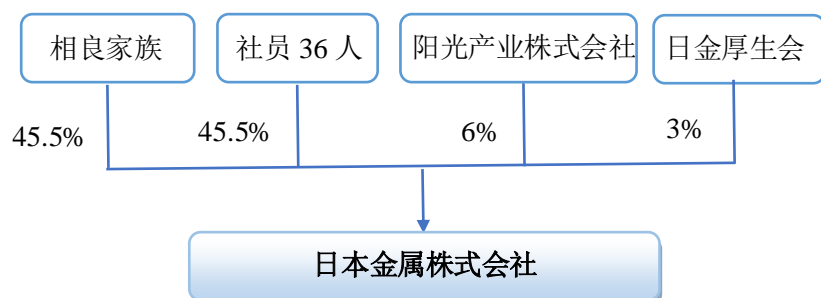 相良家族
社员 36 人
阳光产业株式会社
日金厚生会
45.5%
45.5%
6%
3%
日本金属株式会社